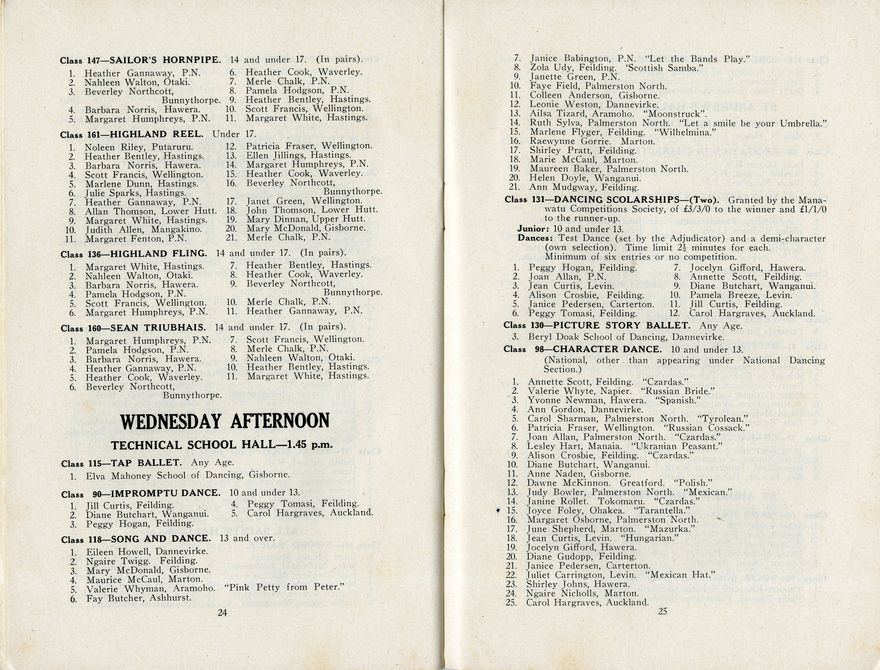 Class 147—SAILOR'S HORNPIPE. 14 and under 17. (In pairs).
1. Heather Gannaway, P.N.
2. Nahleen Walton, Otaki.
3. Beverley Northcott,
Bunnythorpe.
4. Barbara Norris, Hawera.
5. Margaret Humphreys, P.N.
6. Heather Cook, Waverley.
7. Merle Chalk, P.N.
8. Pamela Hodgson, P.N.
9. Heather Bentley, Hastings.
10. Scott Francis, Wellington.
11. Margaret White, Hastings.
Class 161—HIGHLAND REEL. Under 17.
1. Noleen Riley, Putaruru.
2. Heather Bentley, Hastings.
3. Barbara Norris, Hawera.
4. Scott Francis, Wellington.
5. Marlene Dunn, Hastings.
6. Julie Sparks, Hastings.
7. Heather Gannaway, P.N.
8. Allan Thomson, Lower Hutt.
9. Margaret White, Hastings.
10. Judith Allen, Mangakino.
11. Margaret Fenton, P.N.
12. Patricia Fraser, Wellington.
13. Ellen Jillings, Hastings.
14. Margaret Humphreys, P.N.
15. Heather Cook, Waverley.
16. Beverley Northcott,
Bunnythorpe.
17. Janet Green, Wellington.
18. John Thomson, Lower Hutt.
19. Mary Dinnan, Upper Hutt.
20. Mary McDonald, Gisborne.
21. Merle Chalk, P.N.
Class 136—HIGHLAND FLING. 14 and under 17. (In pairs).
1. Margaret White, Hastings.
2. Nahleen Walton, Otaki.
3. Barbara Norris, Hawera.
4. Pamela Hodgson, P.N.
5. Scott Francis, Wellington.
6. Margaret Humphreys, P.N.
7. Heather Bentley, Hastings.
8. Heather Cook, Waverley.
9. Beverley Northcott,
Bunnythorpe.
10. Merle Chalk, P.N.
11. Heather Gannaway, P.N.
Class 160—SEAN TRIUBHAIS. 14 and under 17. (In pairs).
1. Margaret Humphreys, P.N.
2. Pamela Hodgson, P.N.
3. Barbara Norris, Hawera.
4. Heather Gannaway, P.N.
5. Heather Cook, Waverley.
6. Beverley Northcott,
Bunnythorpe.
7. Scott Francis, Wellington.
8. Merle Chalk, P.N.
9. Nahleen Walton, Otaki.
10. Heather Bentley, Hastings.
11. Margaret White, Hastings.
WEDNESDAY AFTERNOON
TECHNICAL SCHOOL HALL—1.45 p.m.
Class 115—TAP BALLET. Any Age.
1. Elva Mahoney School of Dancing, Gisborne.
Class 90—IMPROMPTU DANCE. 10 and under 13.
1. Jill Curtis, Feilding.
2. Diane Butchart, Wanganui.
3. Peggy Hogan, Feilding.
4. Peggy Tomasi, Feilding.
5. Carol Hargraves, Auckland.
Class 118—SONG AND DANCE. 13 and over.
1. Eileen Howell, Dannevirke.
2. Ngaire Twigg. Feilding.
3. Mary McDonald, Gisborne.
4. Maurice McCaul, Marton.
5. Valerie Whyman, Aramoho. "Pink Petty from Peter."
6. Fay Butcher, Ashhurst.
24
7. Janice Babington, P.N. "Let the Bands Play."
8. Zola Udy, Feilding. 'Scottish Samba."
9. Janette Green, P.N.
10. Faye Field, Palmerston North.
11. Colleen Anderson, Gisborne.
12. Leonie Weston, Dannevirke.
13. Ailsa Tizard, Aramoho. "Moonstruck".
14. Ruth Sylva, Palmerston North. "Let a smile be your Umbrella."
15. Marlene Flyger, Feilding. "Wilhelmina."
16. Raewynne Gorrie. Marton.
17. Shirley Pratt, Feilding.
18. Marie McCaul, Marton.
19. Maureen Baker, Palmerston North.
20. Helen Doyle, Wanganui.
21. Ann Mudgway, Feilding.
Class 131—DANCING SCOLARSHIPS—(Two). Granted by the Mana-
watu Competitions Society, of £3/3/0 to the winner and £1/1/0
to the runner-up.
Junior: 10 and under 13.
Dances: Test Dance (set by the Adjudicator) and a demi-character
(own selection). Time limit 2½ minutes for each.
Minimum of six entries or no competition.
1. Peggy Hogan, Feilding.
2. Joan Allan, P.N.
3. Jean Curtis, Levin.
4. Alison Crosbie, Feilding.
5. Janice Pedersen, Carterton.
6. Peggy Tomasi, Feilding.
7. Jocelyn Gifford, Hawera.
8. Annette Scott, Feilding.
9. Diane Butchart, Wanganui.
10. Pamela Breeze, Levin.
11. Jill Curtis, Feilding.
12. Carol Hargraves, Auckland.
Class 130—PICTURE STORY BALLET. Any Age.
3. Beryl Doak School of Dancing, Dannevirke.
Class 98—CHARACTER DANCE. 10 and under 13.
(National, other than appearing under National Dancing
Section.)
1. Annette Scott, Feilding. "Czardas."
2. Valerie Whyte, Napier. "Russian Bride."
3. Yvonne Newman, Hawera. "Spanish."
4. Ann Gordon, Dannevirke.
5. Carol Sharman, Palmerston North. "Tyrolean."
6. Patricia Fraser, Wellington. "Russian Cossack."
7. Joan Allan, Palmerston North. "Czardas."
8. Lesley Hart, Manaia. "Ukranian Peasant."
9. Alison Crosbie, Feilding. "Czardas."
10. Diane Butchart, Wanganui.
11. Anne Naden, Gisborne.
12. Dawne McKinnon. Greatford. "Polish."
13. Judy Bowler, Palmerston North. "Mexican."
14. Janine Rollet. Tokomaru. "Czardas."
15. Joyce Foley, Ohakea. "Tarantella."
16. Margaret Osborne, Palmerston North.
17. June Shepherd, Marton. "Mazurka."
18. Jean Curtis, Levin. "Hungarian."
19. Jocelyn Gifford, Hawera.
20. Diane Gudopp, Feilding.
21. Janice Pedersen, Carterton.
22. Juliet Carrington, Levin. "Mexican Hat."
23. Shirley Johns, Hawera.
24. Ngaire Nicholls, Marton.
25. Carol Hargraves, Auckland.
25